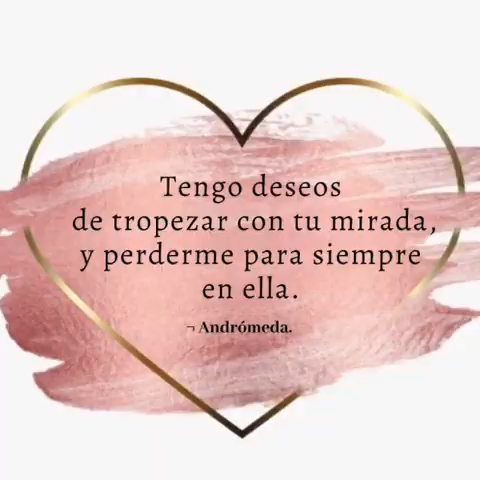 Tengo deseos
de tropezar con tu mirada,
y perderme para siempre
en ella.
¬ Andrómeda.